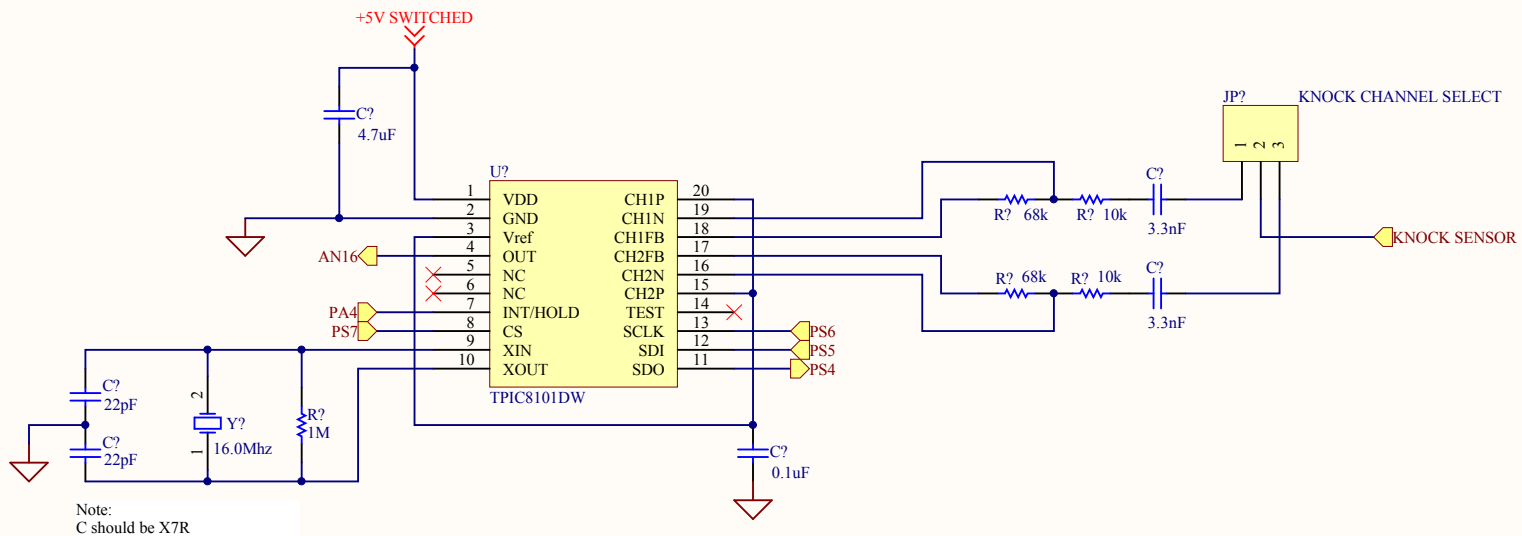 +5V SWITCHED
C?
4.7uF
U?
1 VDD
2 GND
3 Vref
4 OUT
5 NC
6 NC
7 INT/HOLD
8 CS
9 XIN
10 XOUT
20 CH1P
19 CH1N
18 CH1FB
17 CH2FB
16 CH2N
15 CH2P
14 TEST
13 SCLK
12 SDI
11 SDO
TPIC8101DW
AN16
PA4
PS7
PS6
PS5
PS4
C?
22pF
C?
22pF
2
Y?
1
16.0Mhz
R?
1M
C?
0.1uF
R? 68k
R? 10k
C?
3.3nF
R? 68k
R? 10k
C?
3.3nF
JP?
KNOCK CHANNEL SELECT
1 2 3
KNOCK SENSOR
Note:
C should be X7R